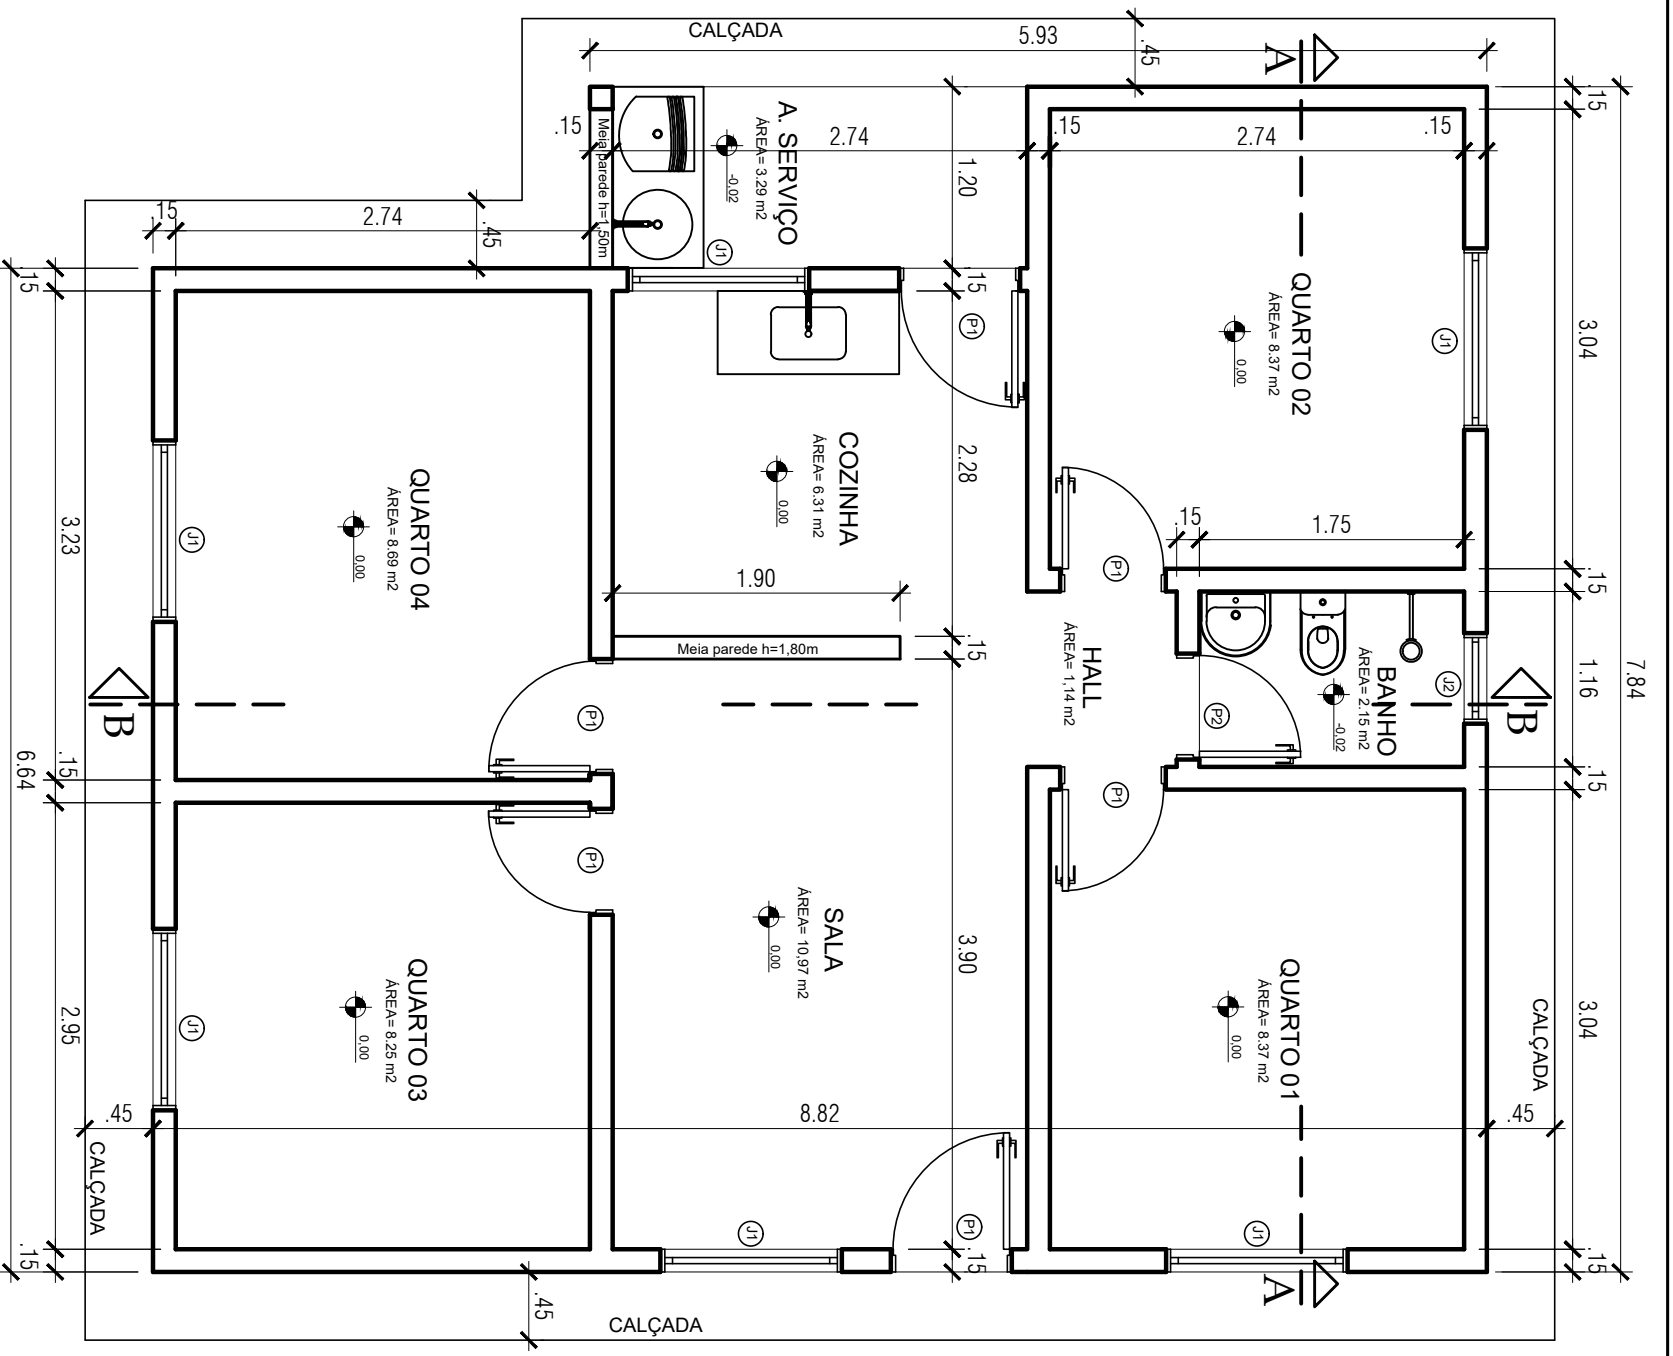 CALÇADA
5.93
.45
A
.15
.15
2.74
.15
2.74
.15
A. SERVIÇO
ÁREA= 3.29 m2
-0,02
Meia parede h=1,50m
1.20
.15
2.74
.45
J1
.15
.15
P1
QUARTO 02
ÁREA= 8.37 m2
0,00
J1
3.04
COZINHA
ÁREA= 6.31 m2
0,00
2.28
QUARTO 04
ÁREA= 8.69 m2
0,00
J1
3.23
.15
1.75
P1
.15
1.90
.15
Meia parede h=1,80m
HALL
ÁREA= 1,14 m2
BANHO
ÁREA= 2.15 m2
-0,02
J2
1.16
7.84
B
B
P1
P2
.15
6.64
P1
.15
P1
SALA
ÁREA= 10,97 m2
0,00
3.90
QUARTO 03
ÁREA= 8.25 m2
0,00
J1
2.95
QUARTO 01
ÁREA= 8.37 m2
0,00
3.04
CALÇADA
.45
8.82
.45
CALÇADA
J1
P1
J1
.15
.15
.15
A
.45
CALÇADA